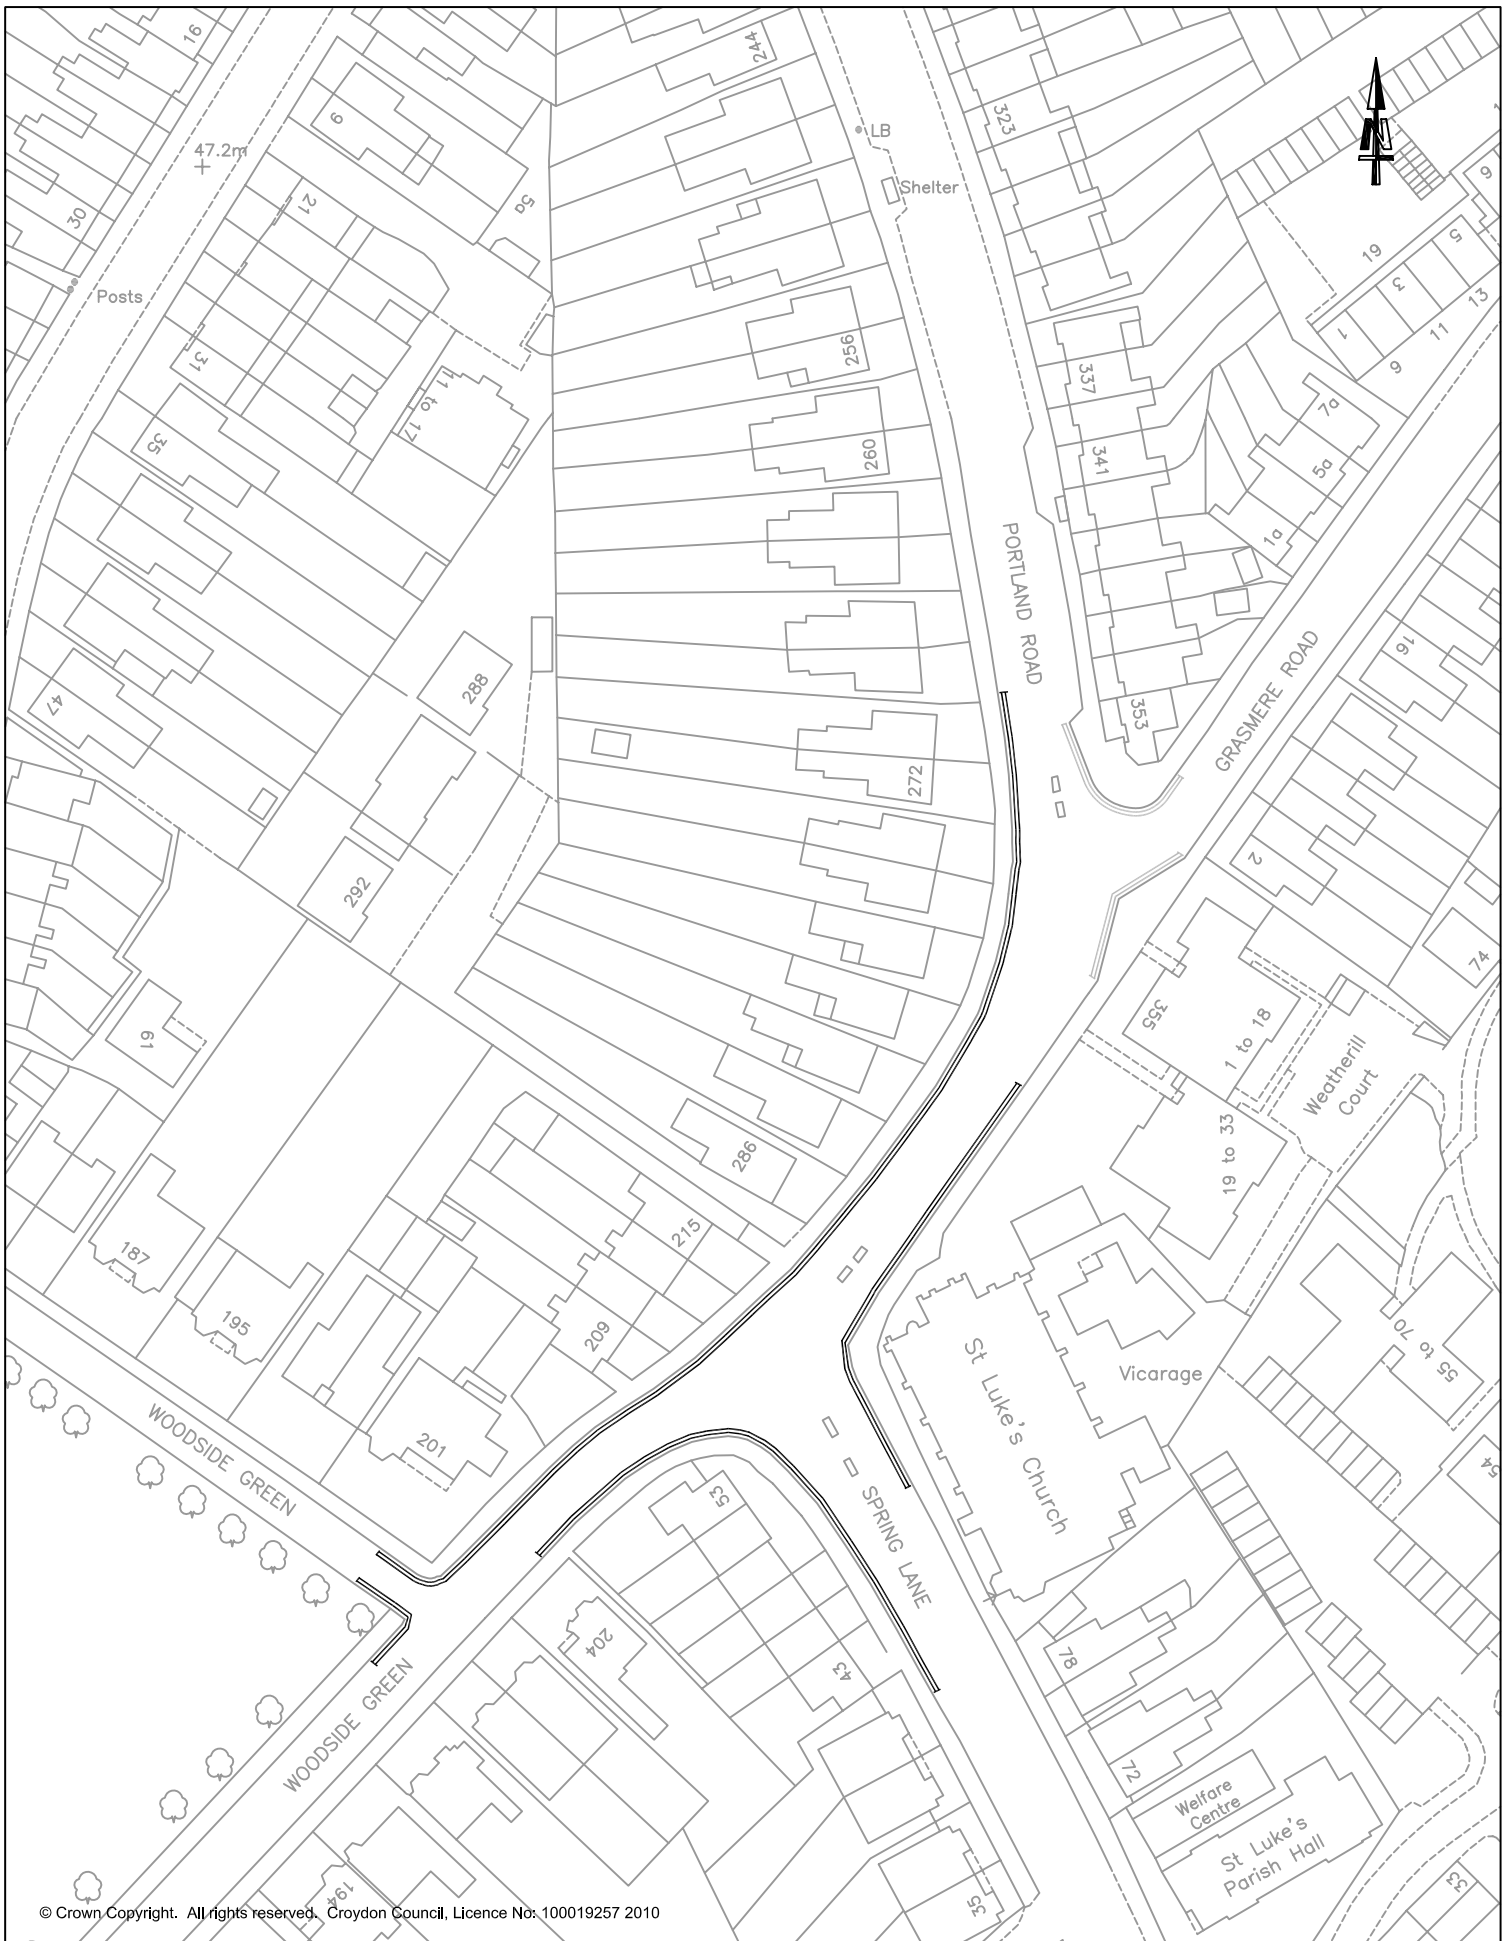 16
244
323
9
LB
47.2m
Shelter
5a
30
21
19
5
3
13
Posts
1
11
9
31
256
337
11 to 17
7a
35
260
341
5a
1a
PORTLAND ROAD
16
288
GRASMERE ROAD
47
353
272
2
292
74
355
61
1 to 18
Weatherill
Court
19 to 33
286
215
187
195
209
55 to 70
St Luke's Church
Vicarage
WOODSIDE GREEN
201
53
54
SPRING LANE
204
43
78
WOODSIDE GREEN
72
Welfare
Centre
St Luke's
Parish Hall
194
35
33
N
© Crown Copyright. All rights reserved. Croydon Council, Licence No: 100019257 2010